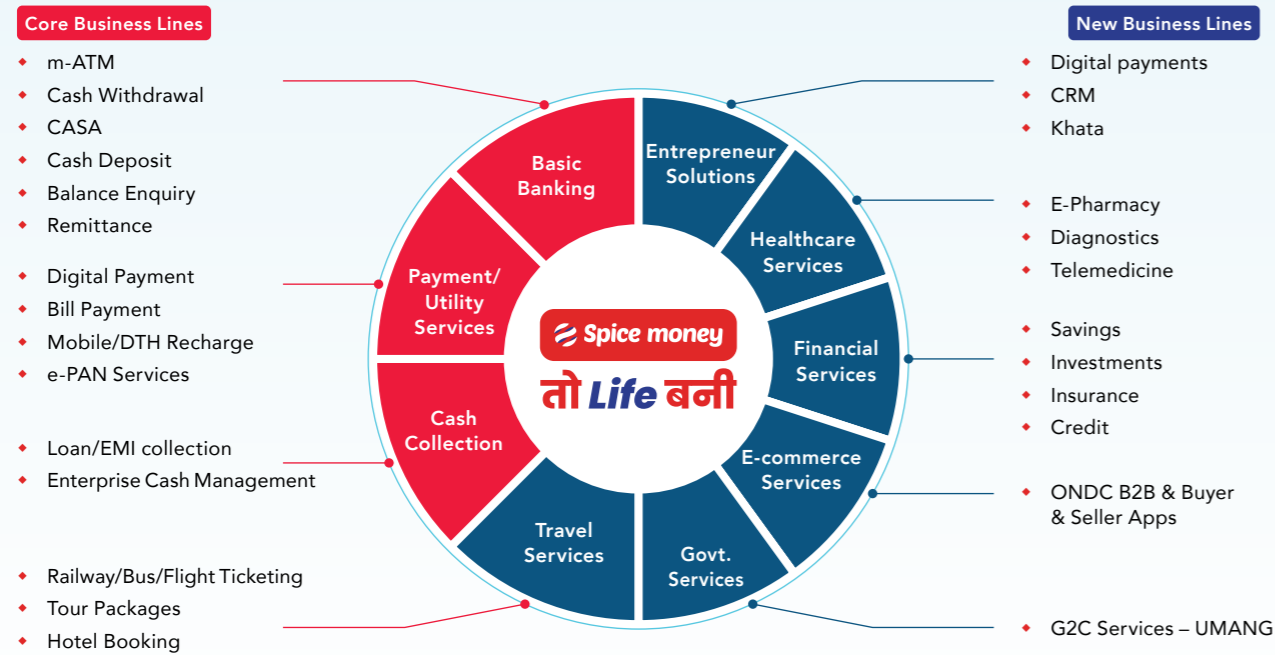 Core Business Lines
m-ATM
Cash Withdrawal
CASA
Cash Deposit
Balance Enquiry
Remittance
Digital Payment
Bill Payment
Mobile/DTH Recharge
e-PAN Services
Loan/EMI collection
Enterprise Cash Management
Railway/Bus/Flight Ticketing
Tour Packages
Hotel Booking
Basic
Banking
Payment/
Utility
Services
Cash
Collection
Travel
Services
Entrepreneur
Solutions
Healthcare
Services
Financial
Services
E-commerce
Services
Govt.
Services
Spice money
तो Life बनी
New Business Lines
Digital payments
CRM
Khata
E-Pharmacy
Diagnostics
Telemedicine
Savings
Investments
Insurance
Credit
ONDC B2B & Buyer
& Seller Apps
G2C Services – UMANG